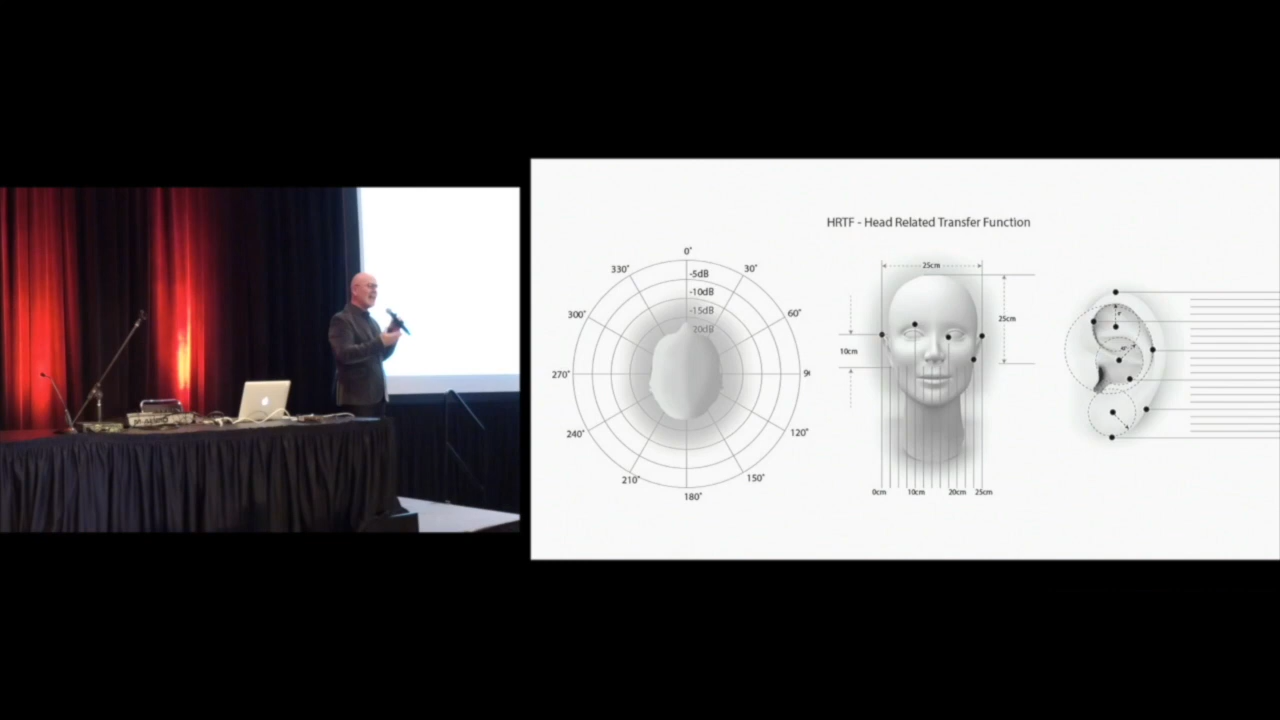 HRTF - Head Related Transfer Function
0°
330°
30°
-5dB
-10dB
-15dB
20dB
300°
60°
270°
240°
120°
210°
150°
180°
25cm
25cm
10cm
0cm
10cm
20cm
25cm